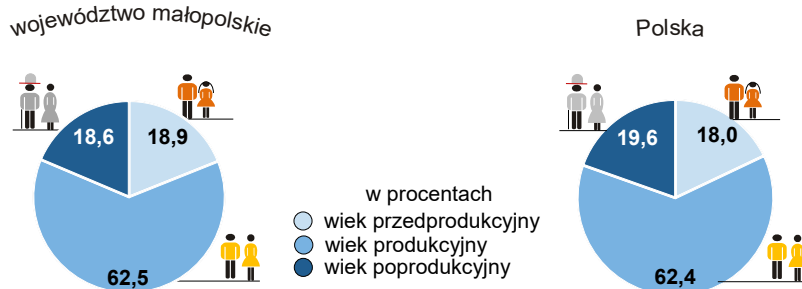 województwo małopolskie
18,6
18,9
62,5
w procentach
wiek przedprodukcyjny
wiek produkcyjny
wiek poprodukcyjny
Polska
19,6
18,0
62,4